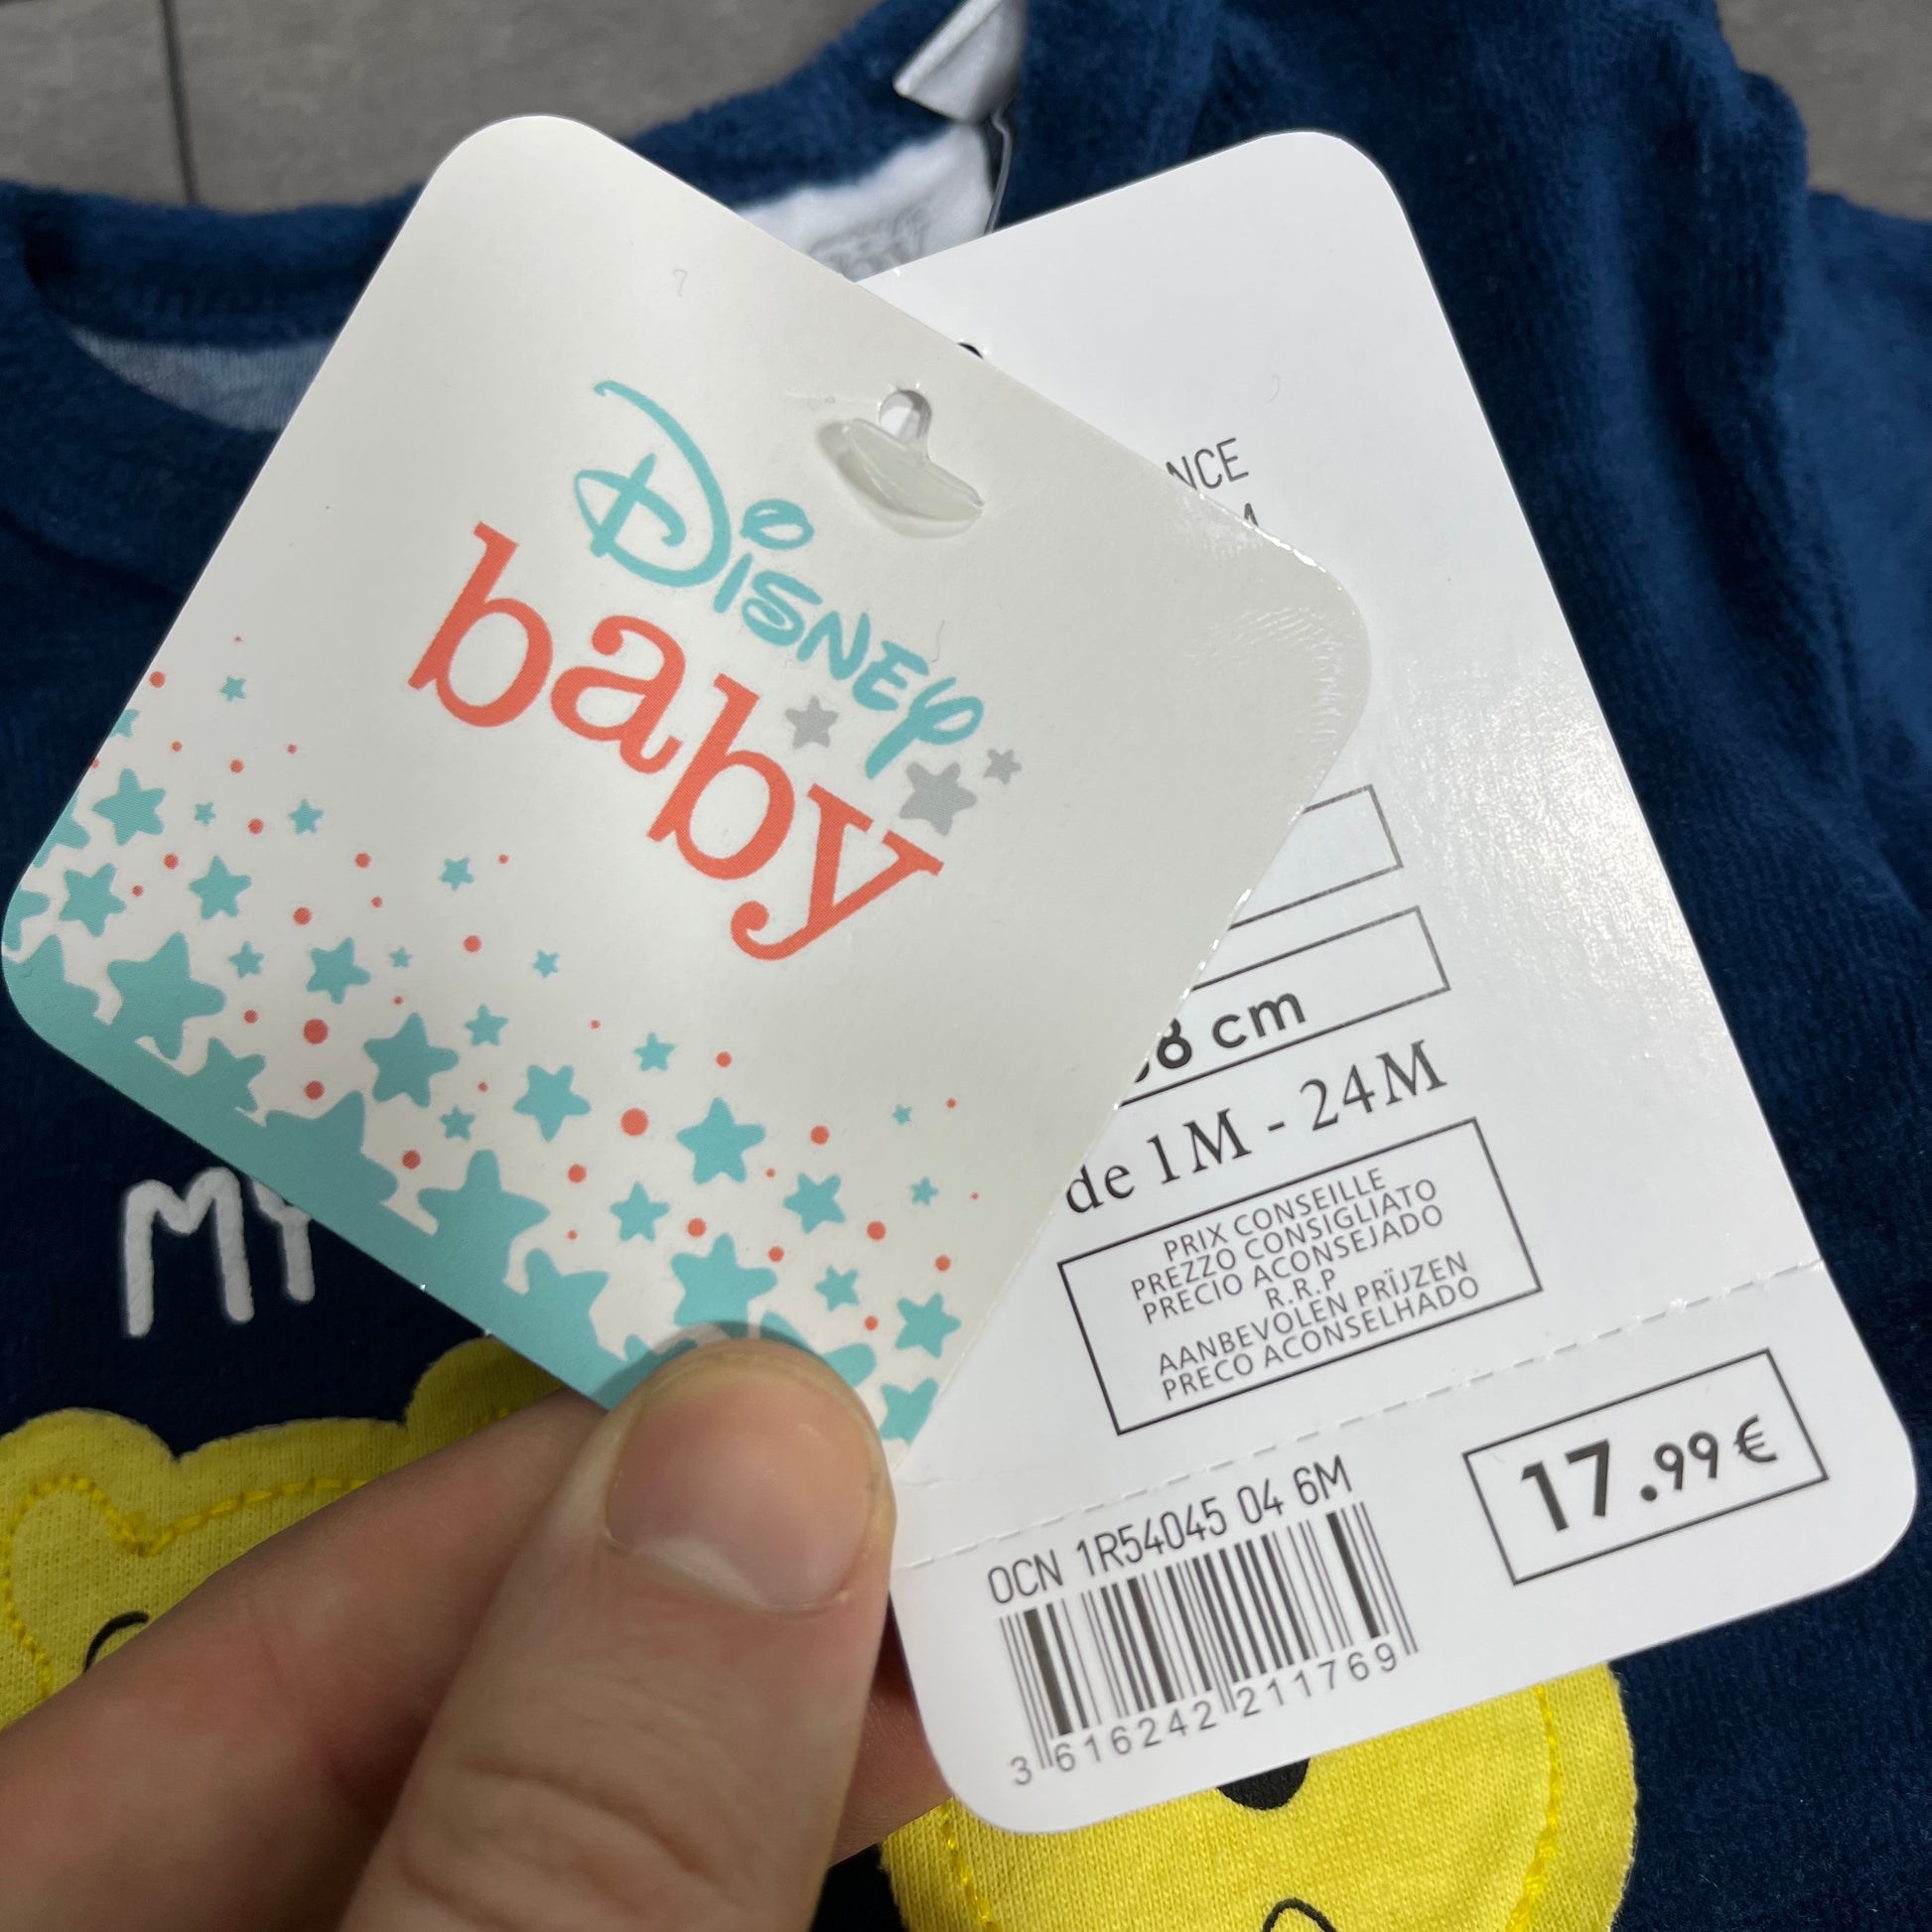 Disney
baby
cm
de 1M - 24M
PRIX CONSEILLE
PREZZO CONSIGLIATO
PRECIO ACONSEJADO
R.R.P
AANBEVOLEN PRÏJZEN
PRECO ACONSELHADO
17.99 €
OCN 1R54045 04 6M
3 616242 211769
MY